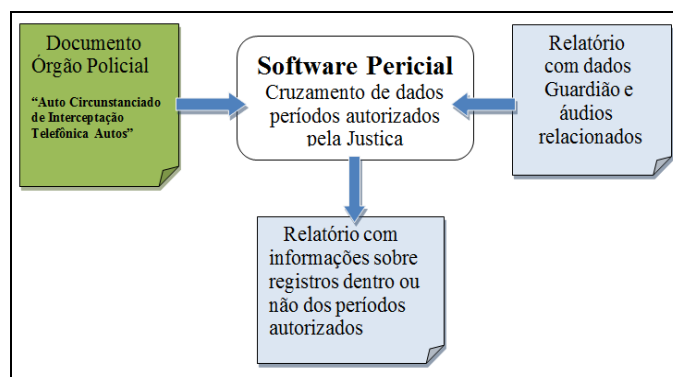 Documento
Órgão Policial
“Auto Circunstanciado
de Interceptação
Telefônica Autos”
Software Pericial
Cruzamento de dados
períodos autorizados
pela Justiça
Relatório
com dados
Guardião e
áudios
relacionados
Relatório com
informações sobre
registros dentro ou
não dos períodos
autorizados